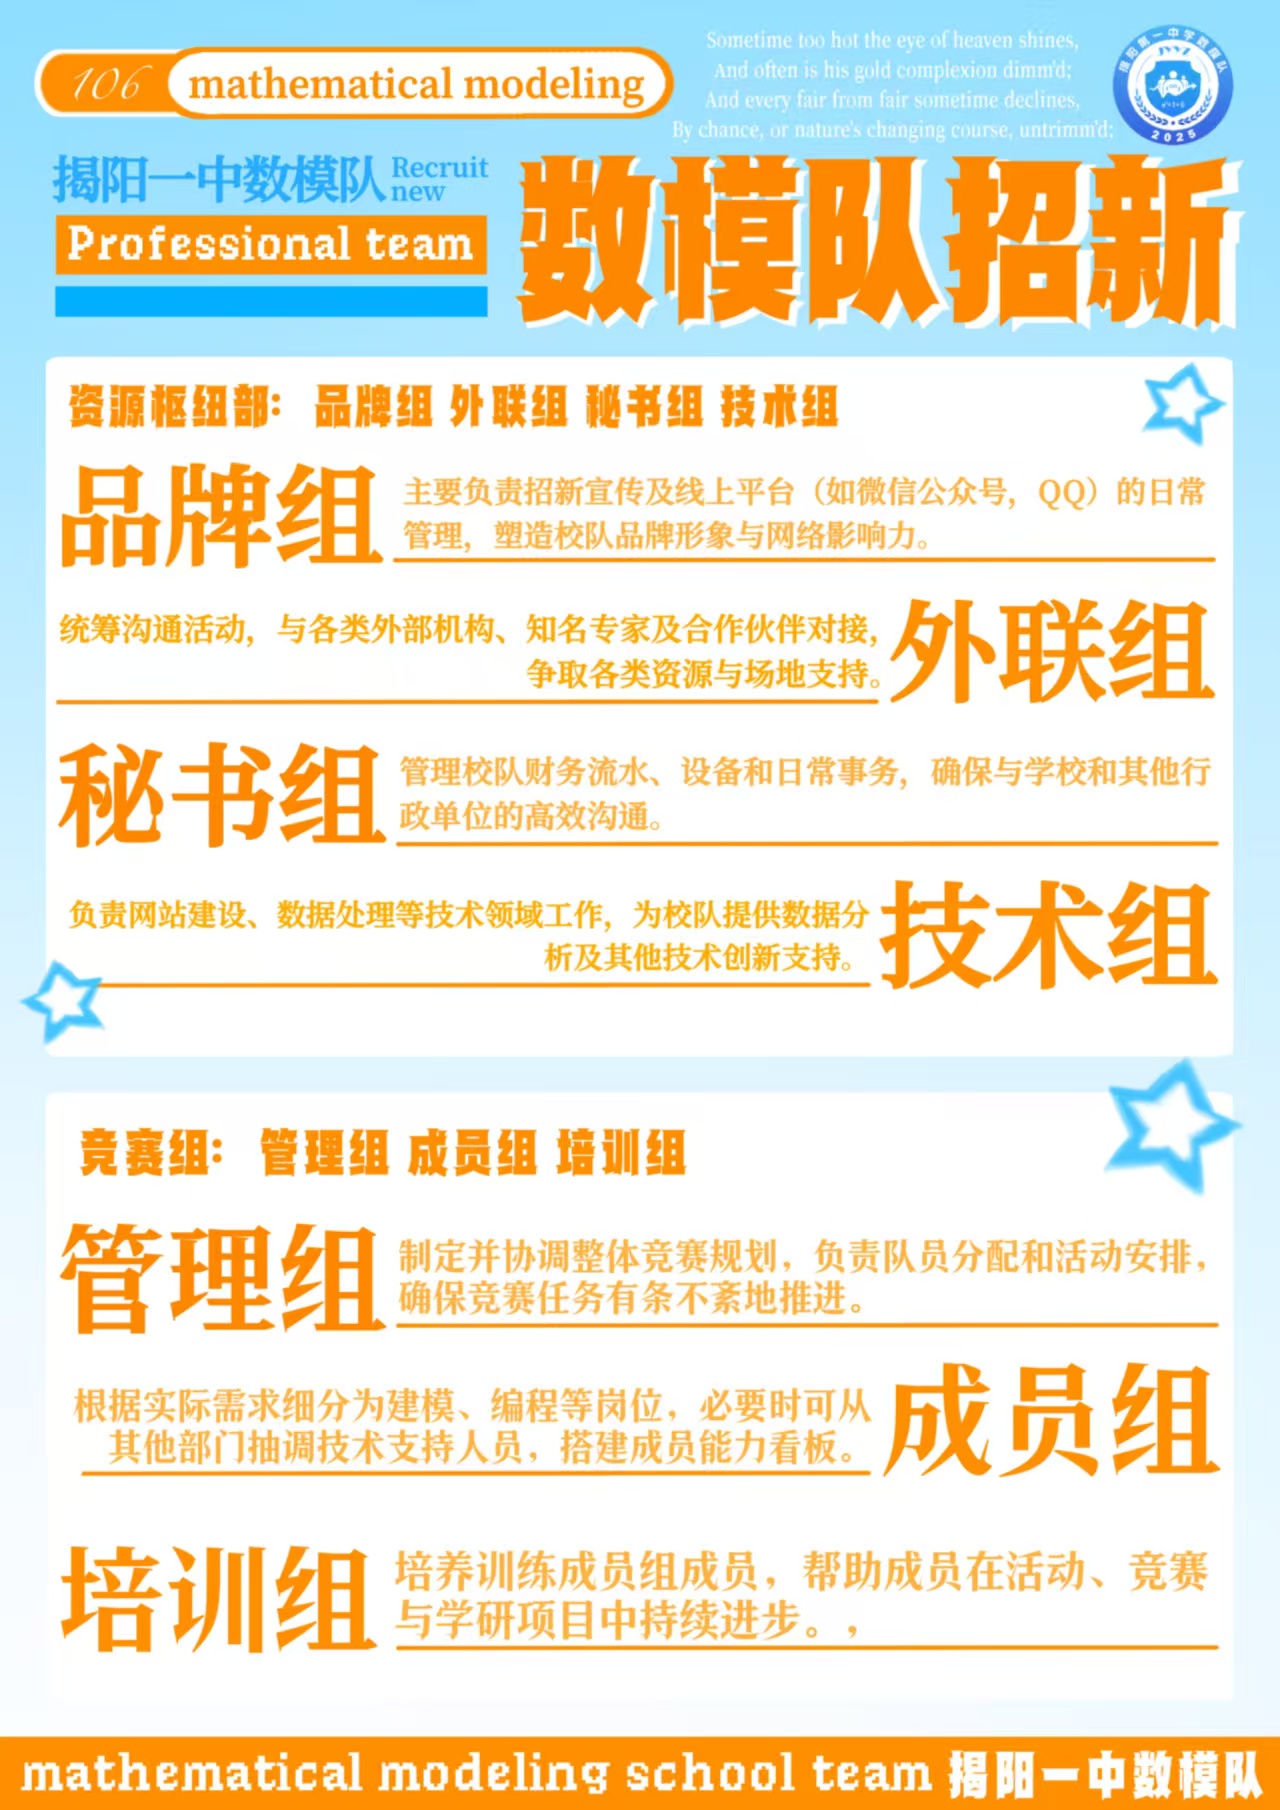 106 mathematical modeling
Sometime too hot the eye of heaven shines,
And often is his gold complexion dimm'd;
And every fair from fair sometime declines,
By chance, or nature's changing course, untrimm'd;
揭阳第一中学数模队
JYYZ
2025
揭阳一中数模队 Recruit new
Professional team
数模队招新
资源枢纽部：品牌组 外联组 秘书组 技术组
品牌组
主要负责招新宣传及线上平台（如微信公众号，QQ）的日常
管理，塑造校队品牌形象与网络影响力。
统筹沟通活动，与各类外部机构、知名专家及合作伙伴对接，
争取各类资源与场地支持。
外联组
秘书组
管理校队财务流水、设备和日常事务，确保与学校和其他行
政单位的高效沟通。
负责网站建设、数据处理等技术领域工作，为校队提供数据分
析及其他技术创新支持。
技术组
竞赛组：管理组 成员组 培训组
管理组
制定并协调整体竞赛规划，负责队员分配和活动安排，
确保竞赛任务有条不紊地推进。
根据实际需求细分为建模、编程等岗位，必要时可从
其他部门抽调技术支持人员，搭建成员能力看板。
成员组
培训组
培养训练成员组成员，帮助成员在活动、竞赛
与学研项目中持续进步。，
mathematical modeling school team 揭阳一中数模队